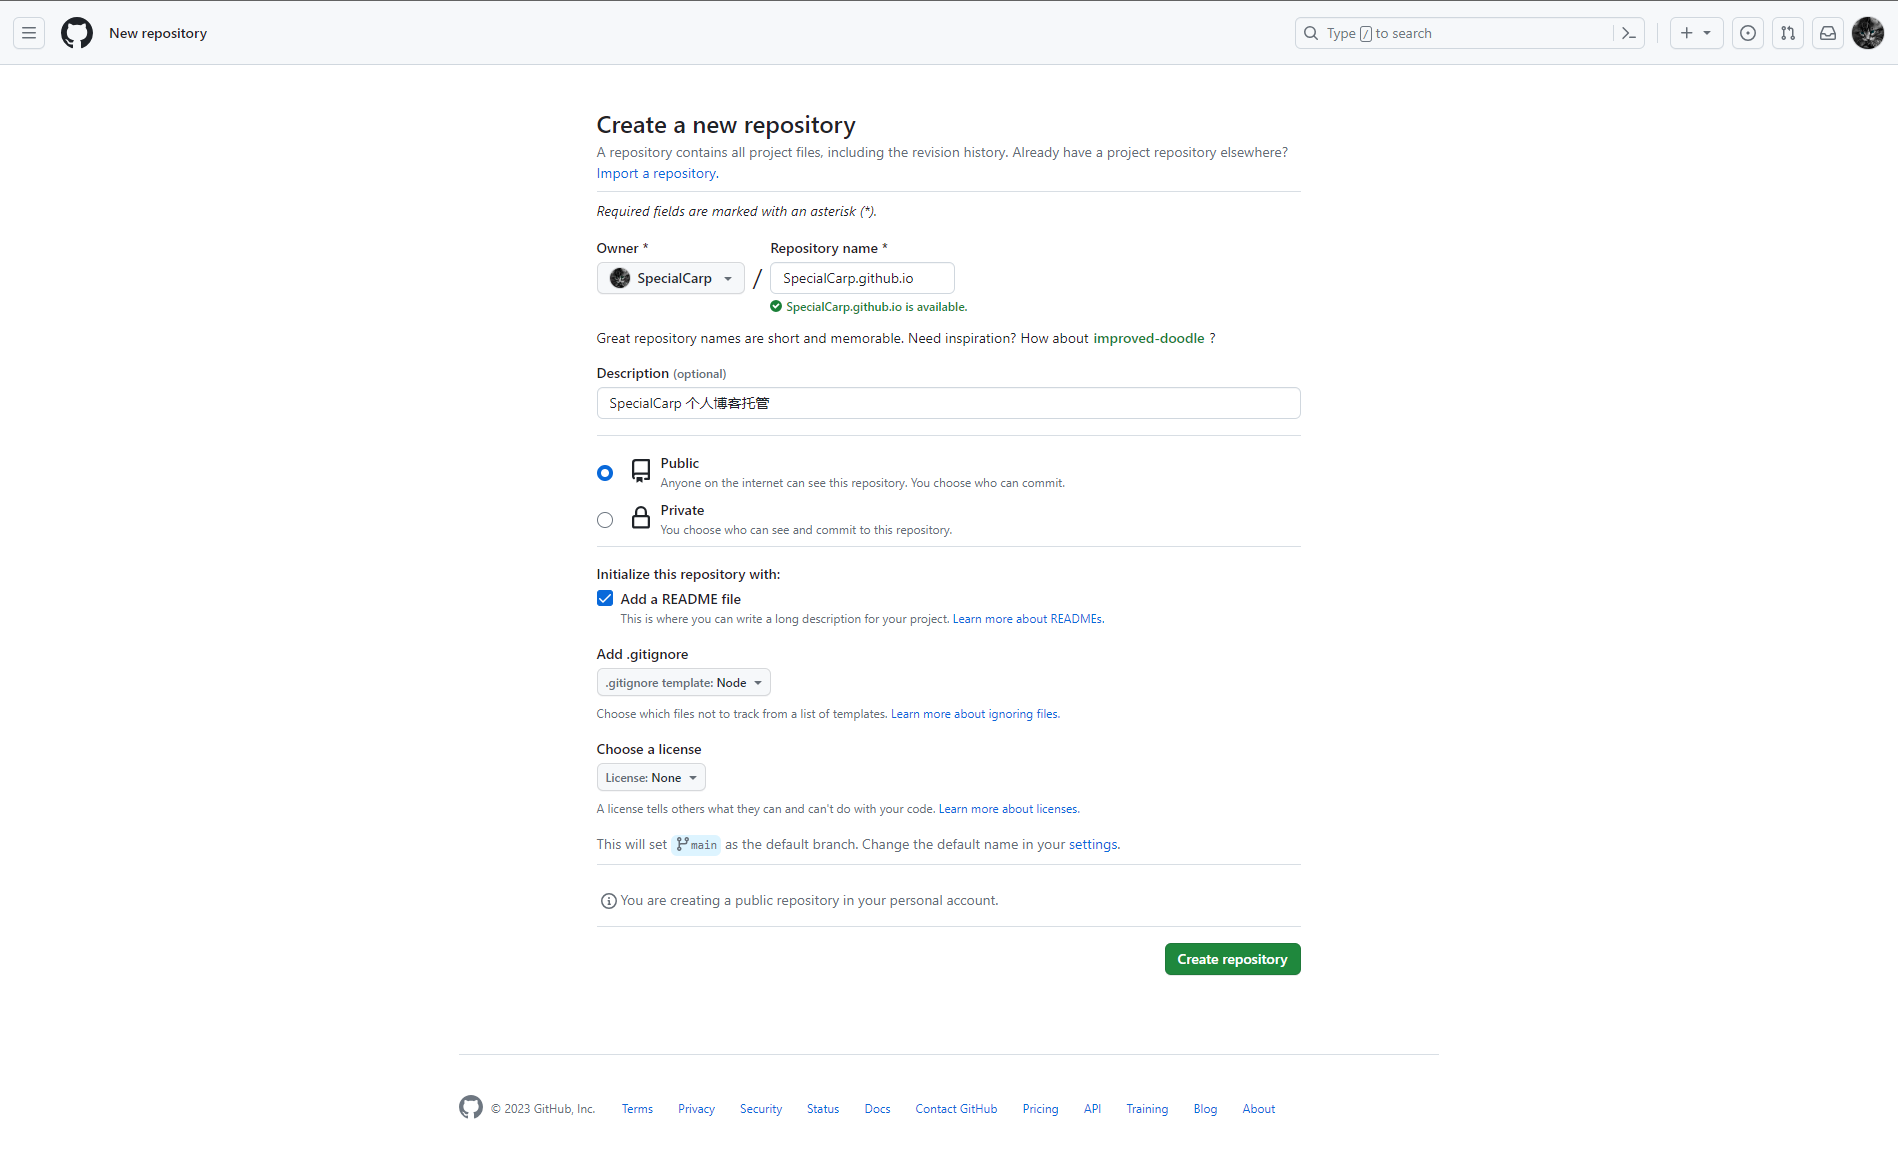 New repository
Type / to search
Create a new repository
A repository contains all project files, including the revision history. Already have a project repository elsewhere?
Import a repository.
Required fields are marked with an asterisk (*).
Owner *
Repository name *
SpecialCarp
/
SpecialCarp.github.io
SpecialCarp.github.io is available.
Great repository names are short and memorable. Need inspiration? How about improved-doodle ?
Description (optional)
SpecialCarp 个人博客托管
Public
Anyone on the internet can see this repository. You choose who can commit.
Private
You choose who can see and commit to this repository.
Initialize this repository with:
Add a README file
This is where you can write a long description for your project. Learn more about READMEs.
Add .gitignore
.gitignore template: Node
Choose which files not to track from a list of templates. Learn more about ignoring files.
Choose a license
License: None
A license tells others what they can and can't do with your code. Learn more about licenses.
This will set main as the default branch. Change the default name in your settings.
You are creating a public repository in your personal account.
Create repository
© 2023 GitHub, Inc. Terms Privacy Security Status Docs Contact GitHub Pricing API Training Blog About